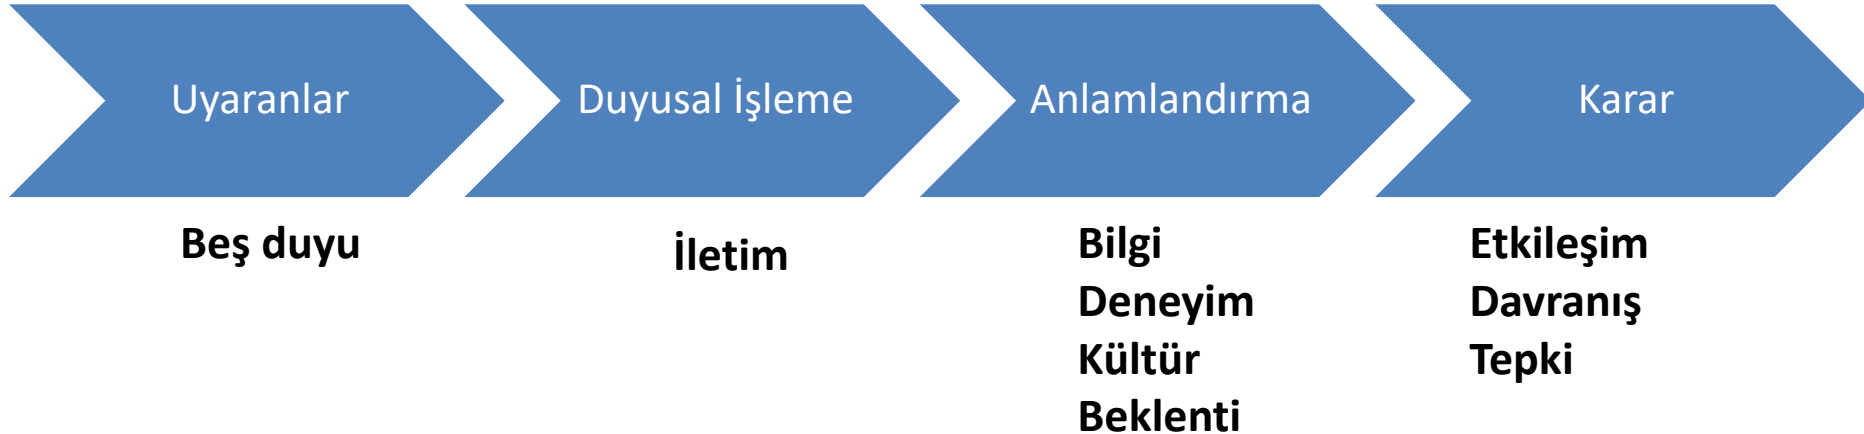 Uyaranlar
Duyusal İşleme
Anlamlandırma
Karar
Beş duyu
İletim
Bilgi
Deneyim
Kültür
Beklenti
Etkileşim
Davranış
Tepki